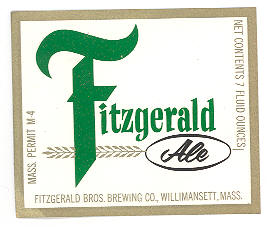 Fitzgerald
Ale
MASS. PERMIT M-4
NET CONTENTS 7 FLUID OUNCES
FITZGERALD BROS. BREWING CO., WILLIMANSETT, MASS.